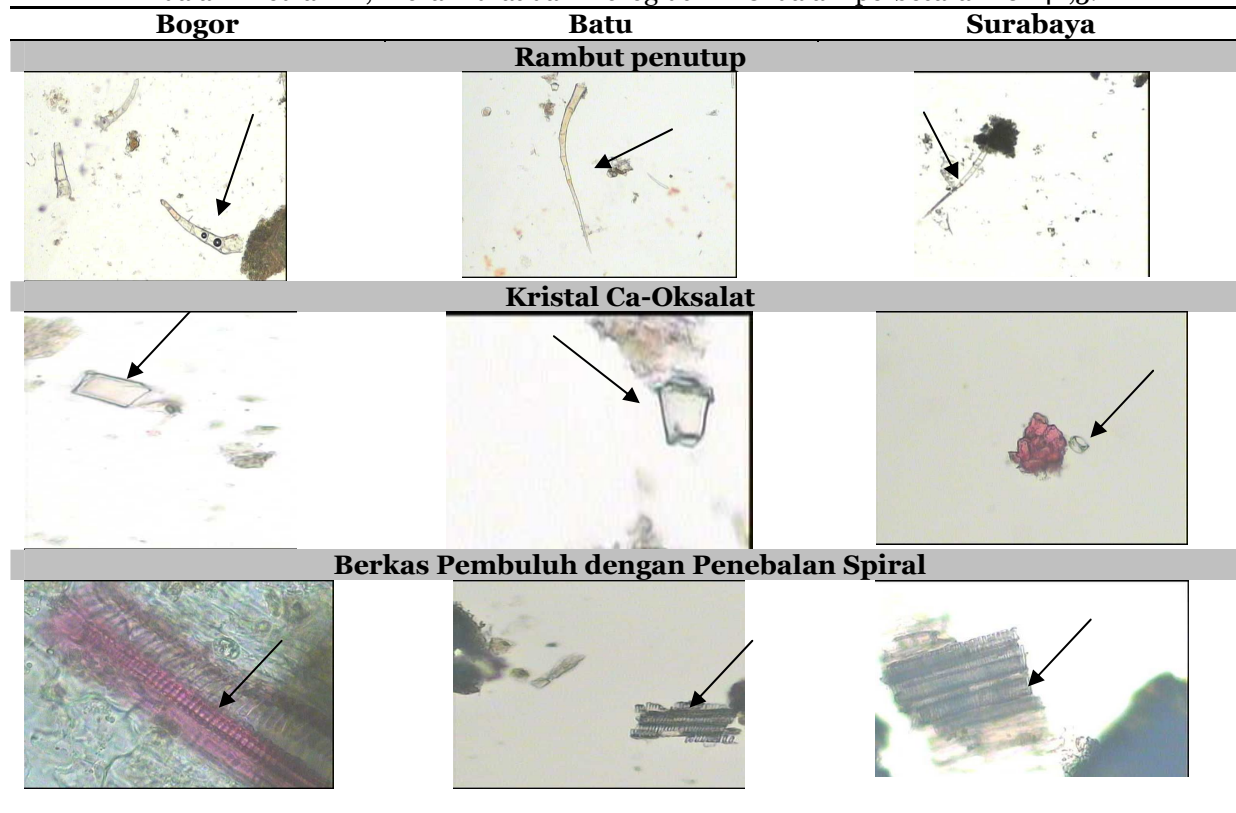 Bogor Batu Surabaya
Rambut penutup
Kristal Ca-Oksalat
Berkas Pembuluh dengan Penebalan Spiral